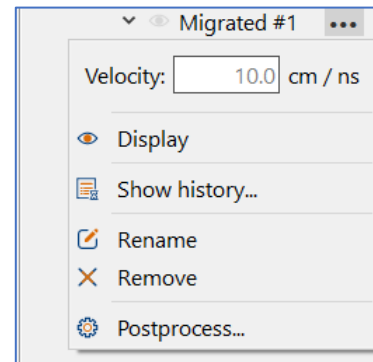 Migrated #1 •••
Velocity: 10.0 cm / ns
Display
Show history...
Rename
Remove
Postprocess...